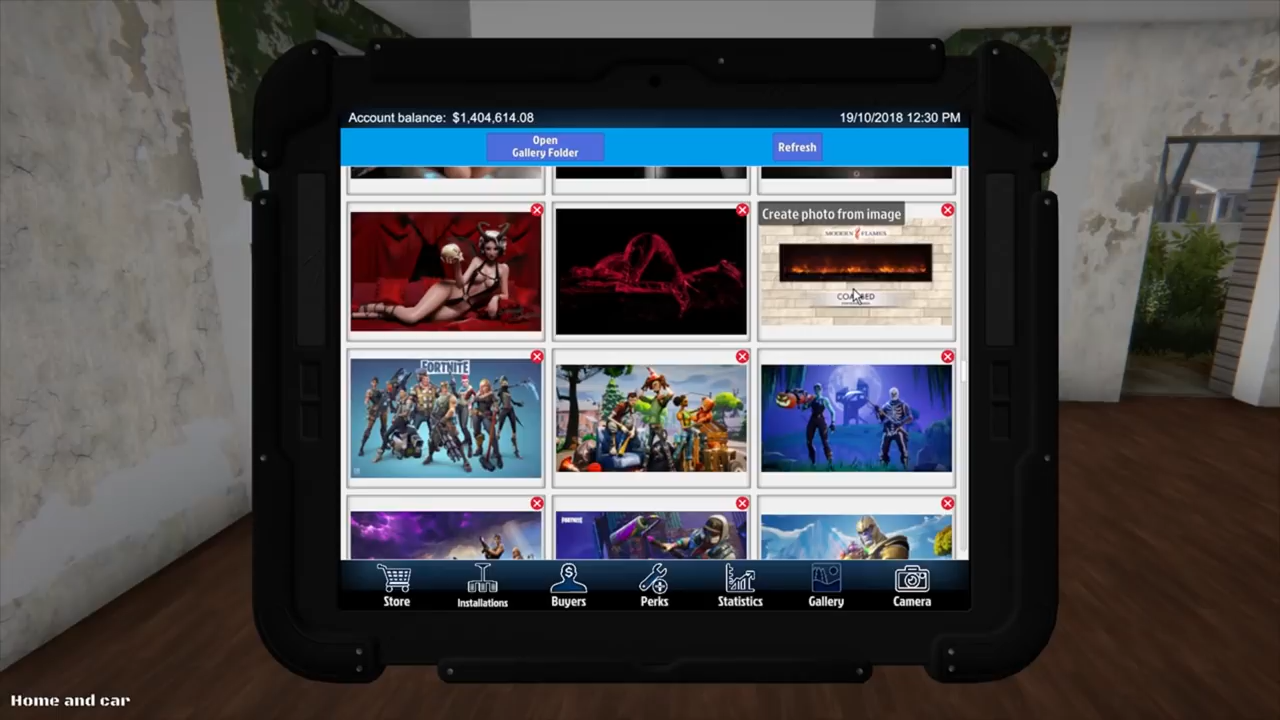 Account balance: $1,404,614.08
19/10/2018 12:30 PM
Open
Gallery Folder
Refresh
Create photo from image
MODERN FLAMES
FORTNITE
FORTNITE
Store
Installations
Buyers
Perks
Statistics
Gallery
Camera
Home and car